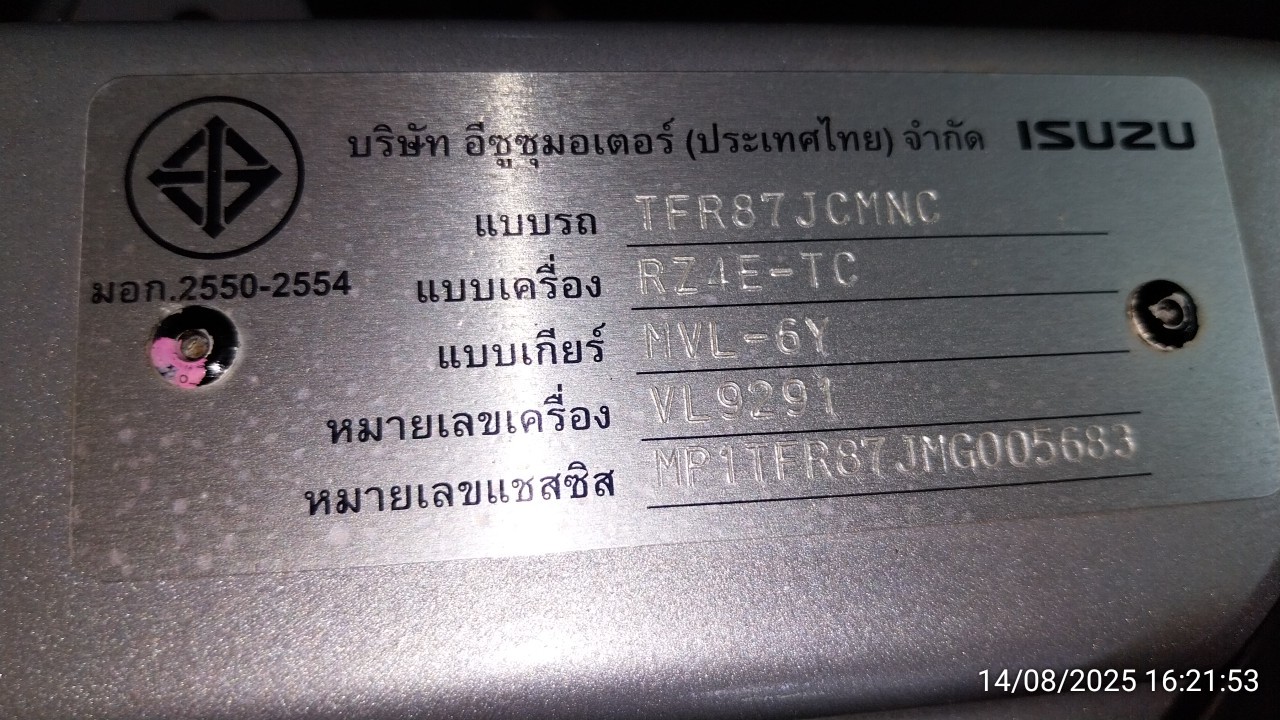 บริษัท อีซูซุมอเตอร์ (ประเทศไทย) จำกัด ISUZU
แบบรถ TFR87JCMNC
มอก.2550-2554
แบบเครื่อง RZ4E-TC
แบบเกียร์ MVL-6Y
หมายเลขเครื่อง VL9291
หมายเลขแชสซิส MP1TFR87JMG005683
14/08/2025 16:21:53